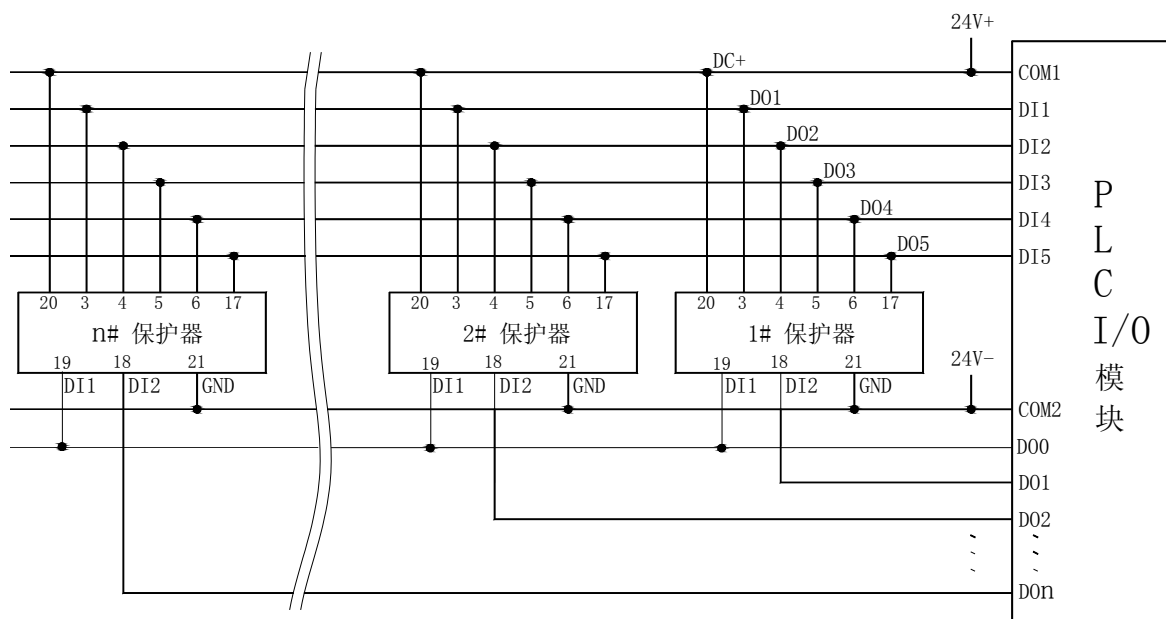 24V+
DC+
COM1
DO1
DI1
DO2
DI2
DO3
DI3
DO4
DI4
DO5
DI5
20 3 4 5 6 17
20 3 4 5 6 17
20 3 4 5 6 17
n# 保护器
2# 保护器
1# 保护器
19 18 21
19 18 21
19 18 21
DI1 DI2 GND
DI1 DI2 GND
DI1 DI2 GND
24V-
COM2
DO0
DO1
DO2
DOn
P
L
C
I/O
模
块